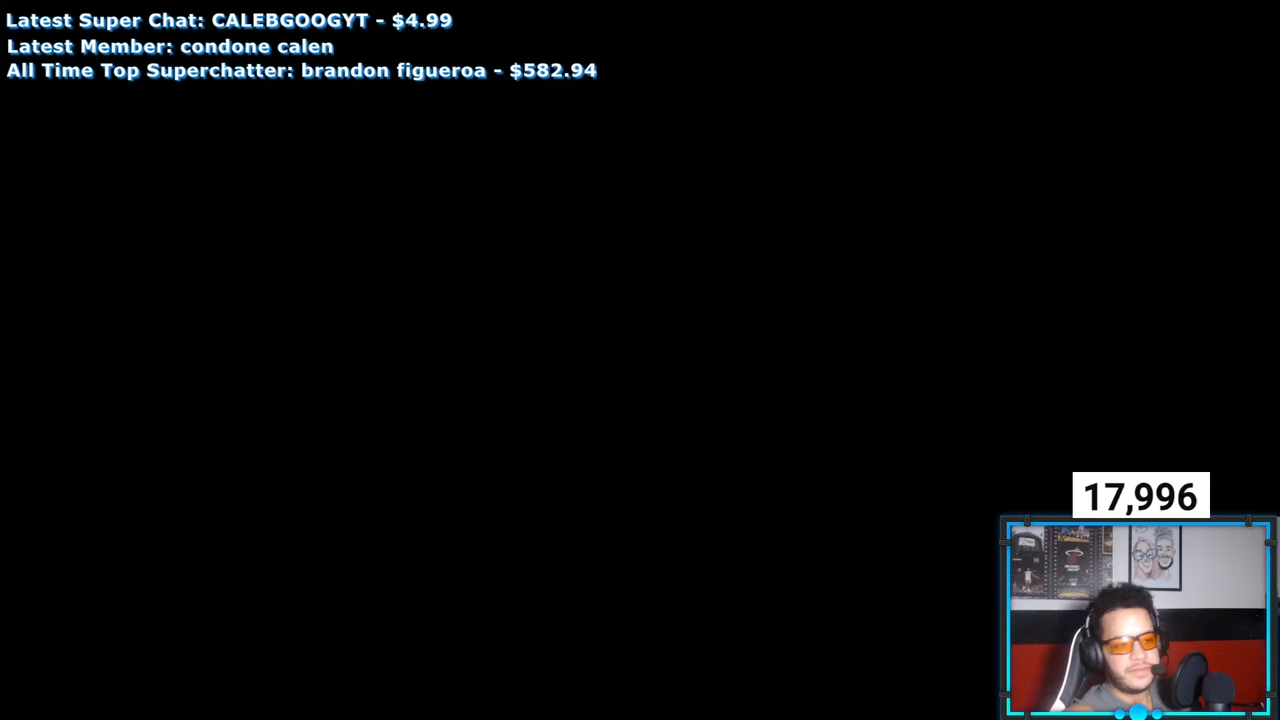 Latest Super Chat: CALEBGOOGYT - $4.99
Latest Member: condone calen
All Time Top Superchatter: brandon figueroa - $582.94
17,996